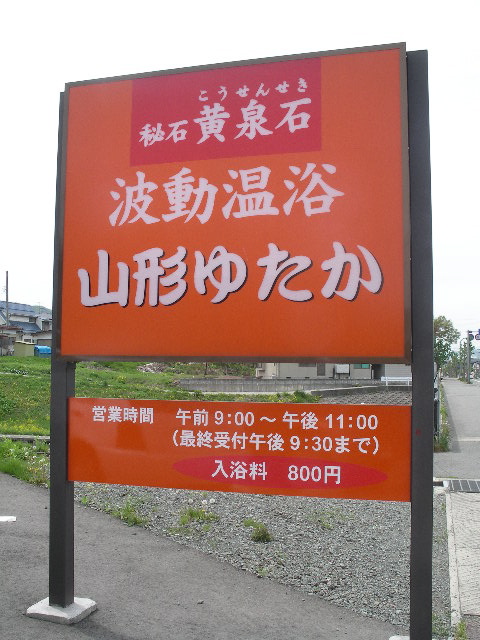 こうせんせき
秘石 黄泉石
波動温浴
山形ゆたか
営業時間 午前9:00～午後11:00
（最終受付午後9:30まで）
入浴料 800円